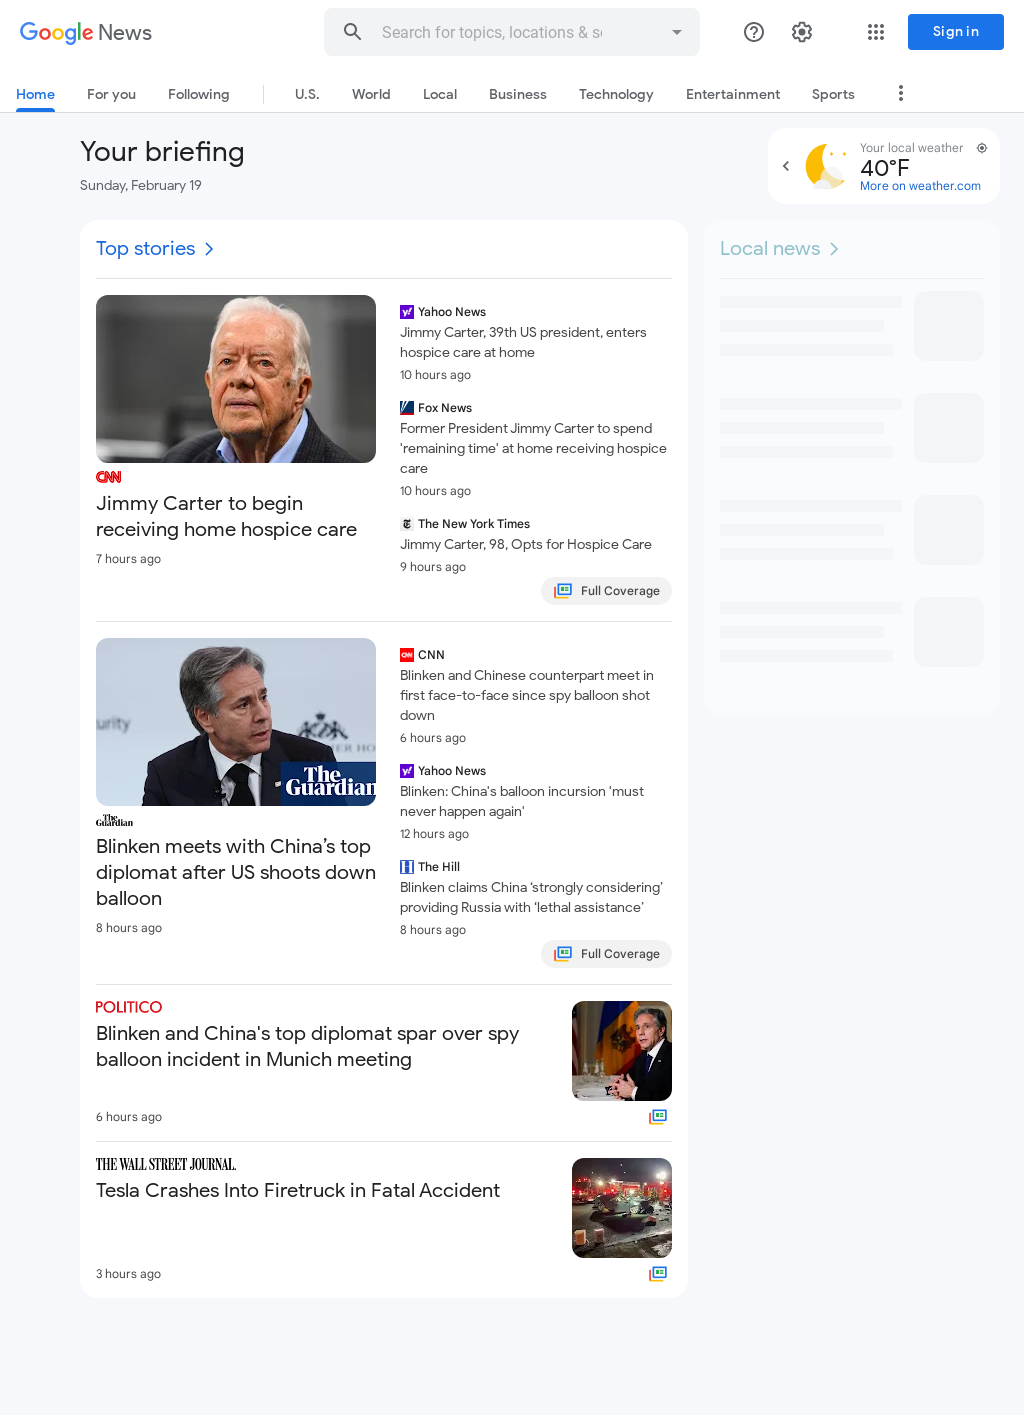 Google News
Search for topics, locations & so
Sign in
Home
For you
Following
U.S.
World
Local
Business
Technology
Entertainment
Sports
Your briefing
Sunday, February 19
Your local weather
40°F
More on weather.com
Top stories
Local news
CNN
Jimmy Carter to begin
receiving home hospice care
7 hours ago
Yahoo News
Jimmy Carter, 39th US president, enters
hospice care at home
10 hours ago
Fox News
Former President Jimmy Carter to spend
'remaining time' at home receiving hospice
care
10 hours ago
The New York Times
Jimmy Carter, 98, Opts for Hospice Care
9 hours ago
Full Coverage
urity
The
Guardian
The
Guardian
Blinken meets with China’s top
diplomat after US shoots down
balloon
8 hours ago
CNN
CNN
Blinken and Chinese counterpart meet in
first face-to-face since spy balloon shot
down
6 hours ago
Yahoo News
Blinken: China's balloon incursion 'must
never happen again'
12 hours ago
The Hill
Blinken claims China ‘strongly considering’
providing Russia with ‘lethal assistance’
8 hours ago
Full Coverage
POLITICO
Blinken and China's top diplomat spar over spy
balloon incident in Munich meeting
6 hours ago
THE WALL STREET JOURNAL.
Tesla Crashes Into Firetruck in Fatal Accident
3 hours ago